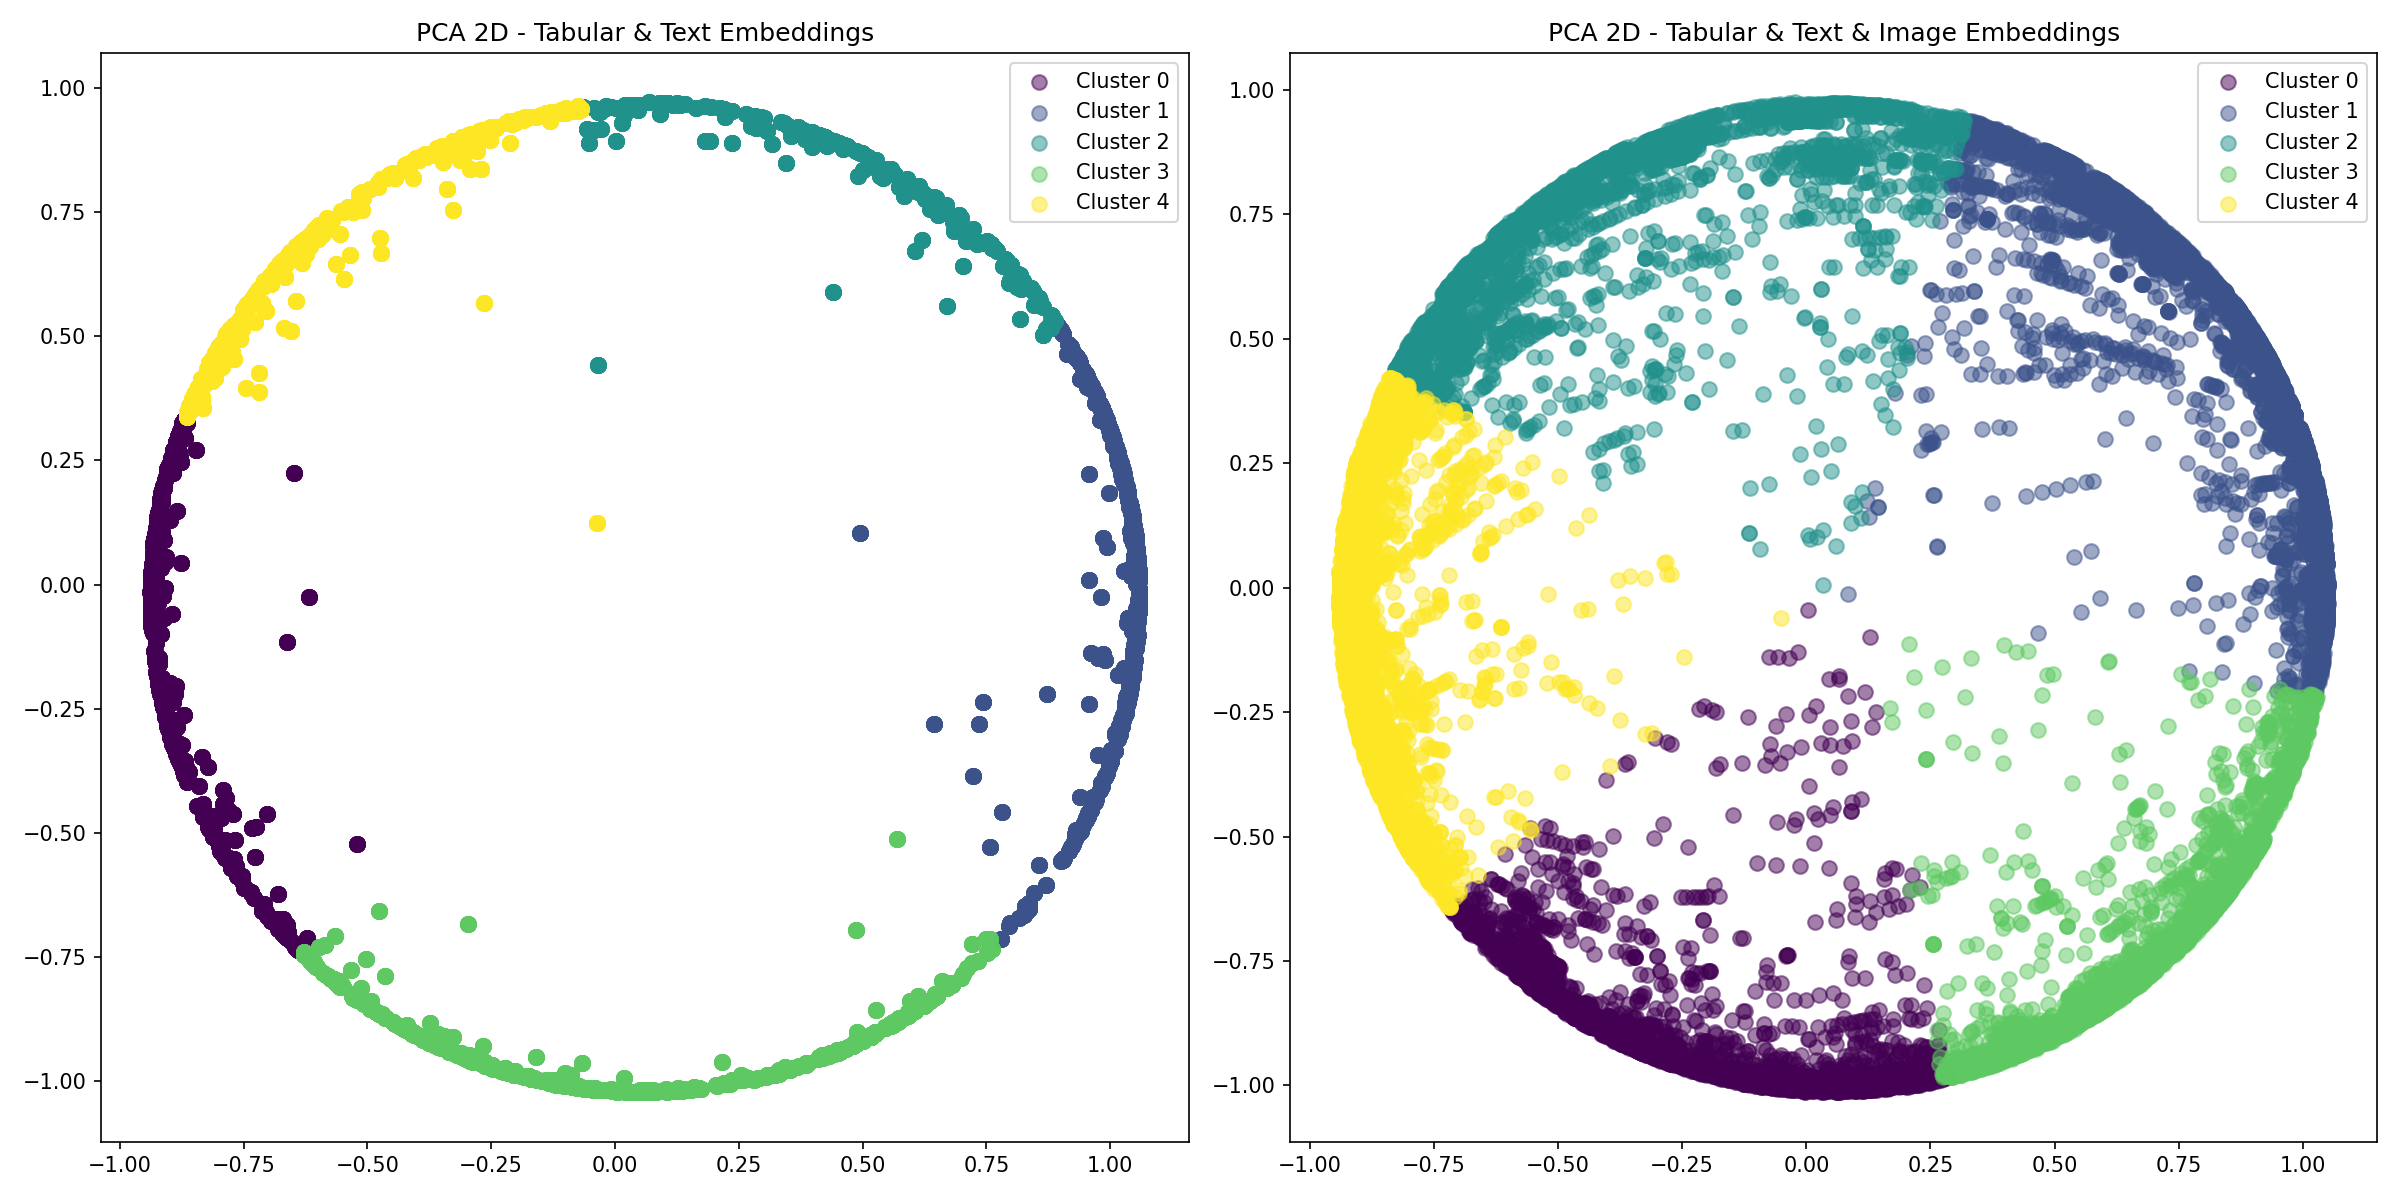 PCA 2D - Tabular & Text Embeddings
Cluster 0
Cluster 1
Cluster 2
Cluster 3
Cluster 4
1.00
0.75
0.50
0.25
0.00
−0.25
−0.50
−0.75
−1.00
−1.00 −0.75 −0.50 −0.25 0.00 0.25 0.50 0.75 1.00
PCA 2D - Tabular & Text & Image Embeddings
Cluster 0
Cluster 1
Cluster 2
Cluster 3
Cluster 4
1.00
0.75
0.50
0.25
0.00
−0.25
−0.50
−0.75
−1.00
−1.00 −0.75 −0.50 −0.25 0.00 0.25 0.50 0.75 1.00